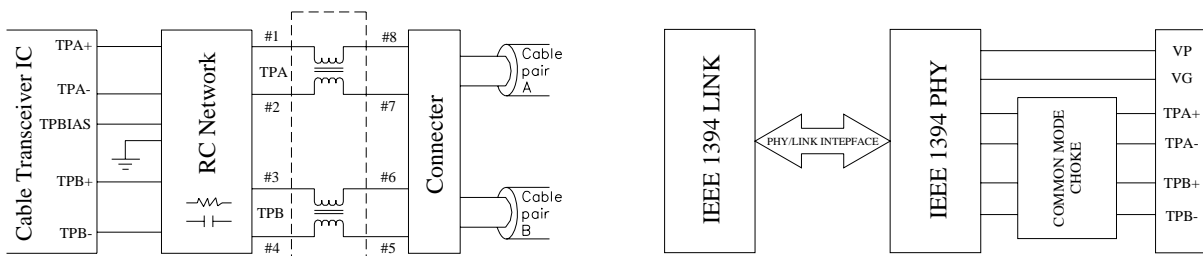 Cable Transceiver IC
TPA+
TPA-
TPBIAS
TPB+
TPB-
RC Network
#1
TPA
#2
#3
TPB
#4
#8
#7
#6
#5
Connecter
Cable
pair
A
Cable
pair
B
IEEE 1394 LINK
PHY/LINK INTEPFACE
IEEE 1394 PHY
COMMON MODE
CHOKE
VP
VG
TPA+
TPA-
TPB+
TPB-